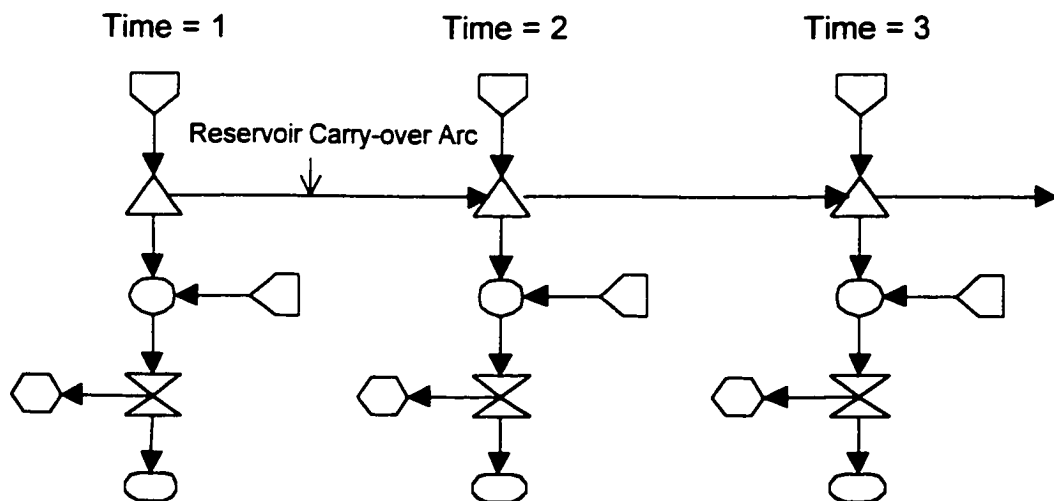 Time = 1
Time = 2
Time = 3
Reservoir Carry-over Arc